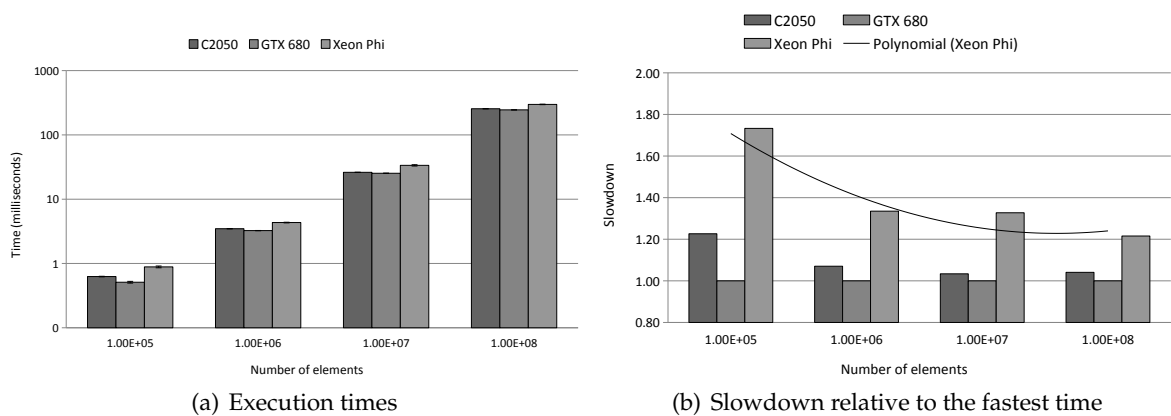 C2050 GTX 680 Xeon Phi
1000
100
10
1
0
Time (milliseconds)
1.00E+05 1.00E+06 1.00E+07 1.00E+08
Number of elements
(a) Execution times
C2050 GTX 680
Xeon Phi Polynomial (Xeon Phi)
2.00
1.80
1.60
1.40
1.20
1.00
0.80
Slowdown
1.00E+05 1.00E+06 1.00E+07 1.00E+08
Number of elements
(b) Slowdown relative to the fastest time